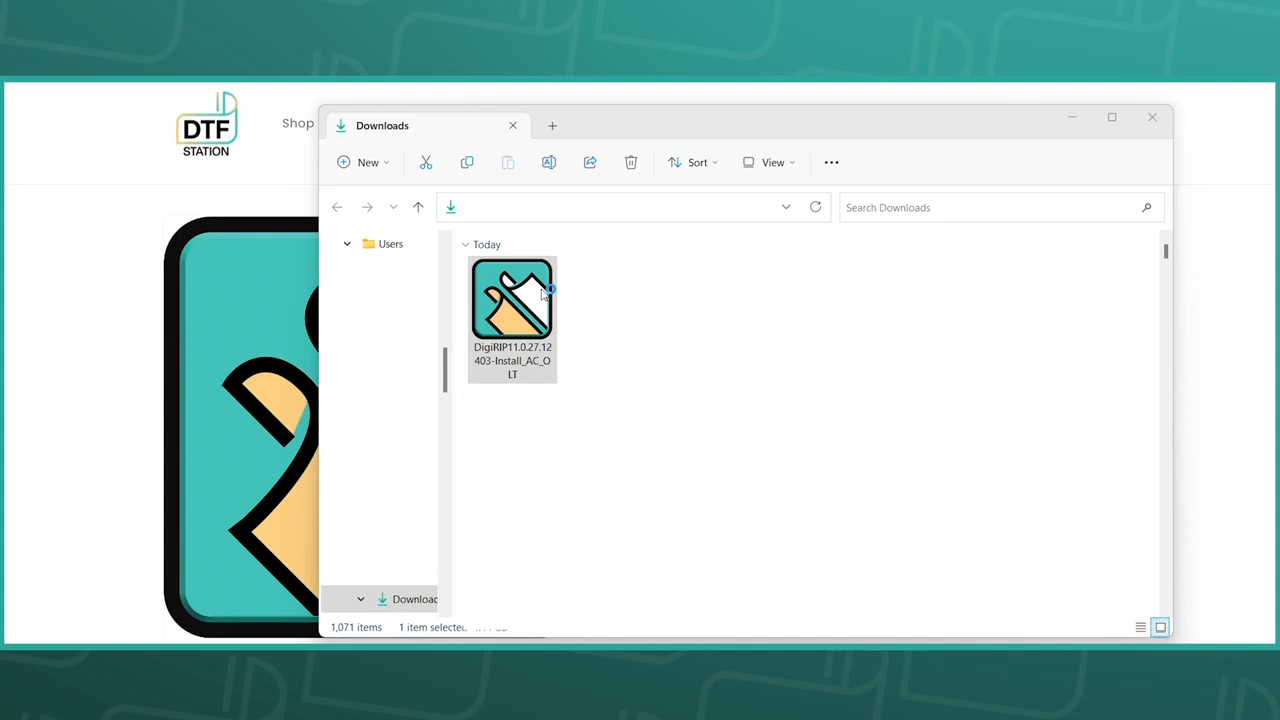 DTF
STATION
Shop
Downloads
New
Sort
View
Search Downloads
Users
Today
DigiRIP11.0.27.12
403-Install_AC_O
LT
Downloac
1,071 items
1 item selected